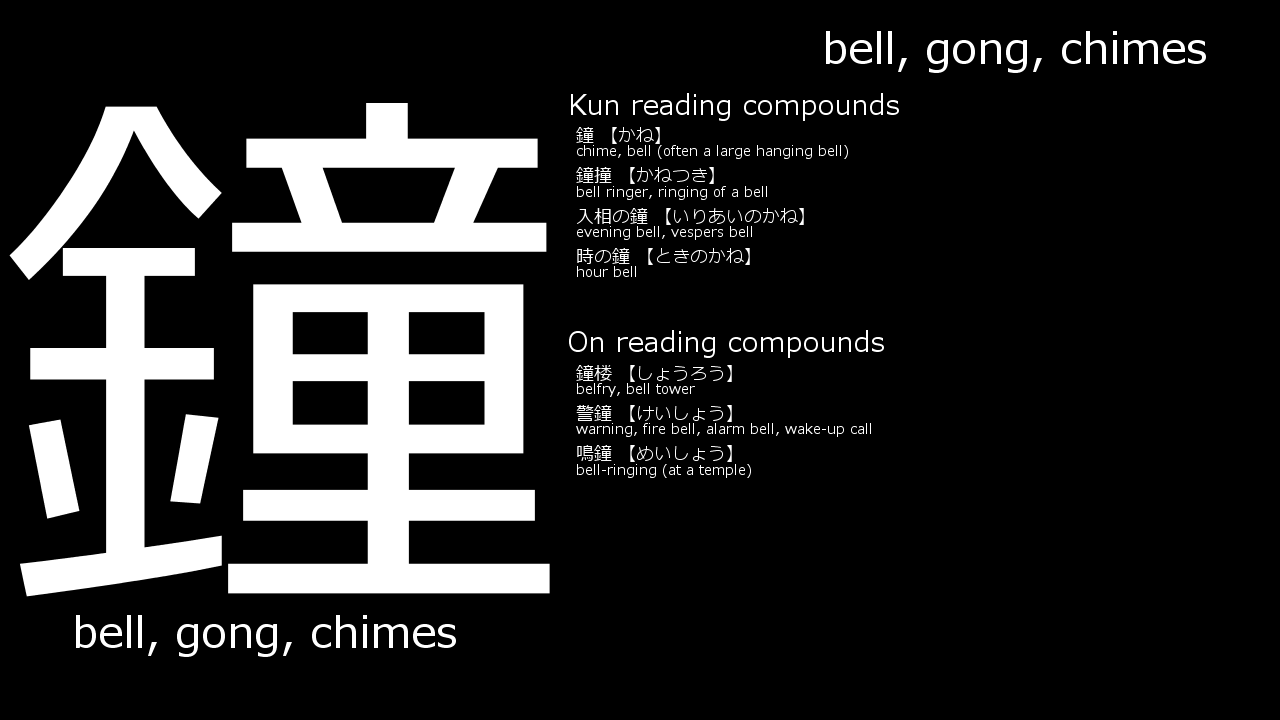 bell, gong, chimes
鐘
bell, gong, chimes
Kun reading compounds
鐘 【かね】
chime, bell (often a large hanging bell)
鐘撞 【かねつき】
bell ringer, ringing of a bell
入相の鐘 【いりあいのかね】
evening bell, vespers bell
時の鐘 【ときのかね】
hour bell
On reading compounds
鐘楼 【しょうろう】
belfry, bell tower
警鐘 【けいしょう】
warning, fire bell, alarm bell, wake-up call
鳴鐘 【めいしょう】
bell-ringing (at a temple)